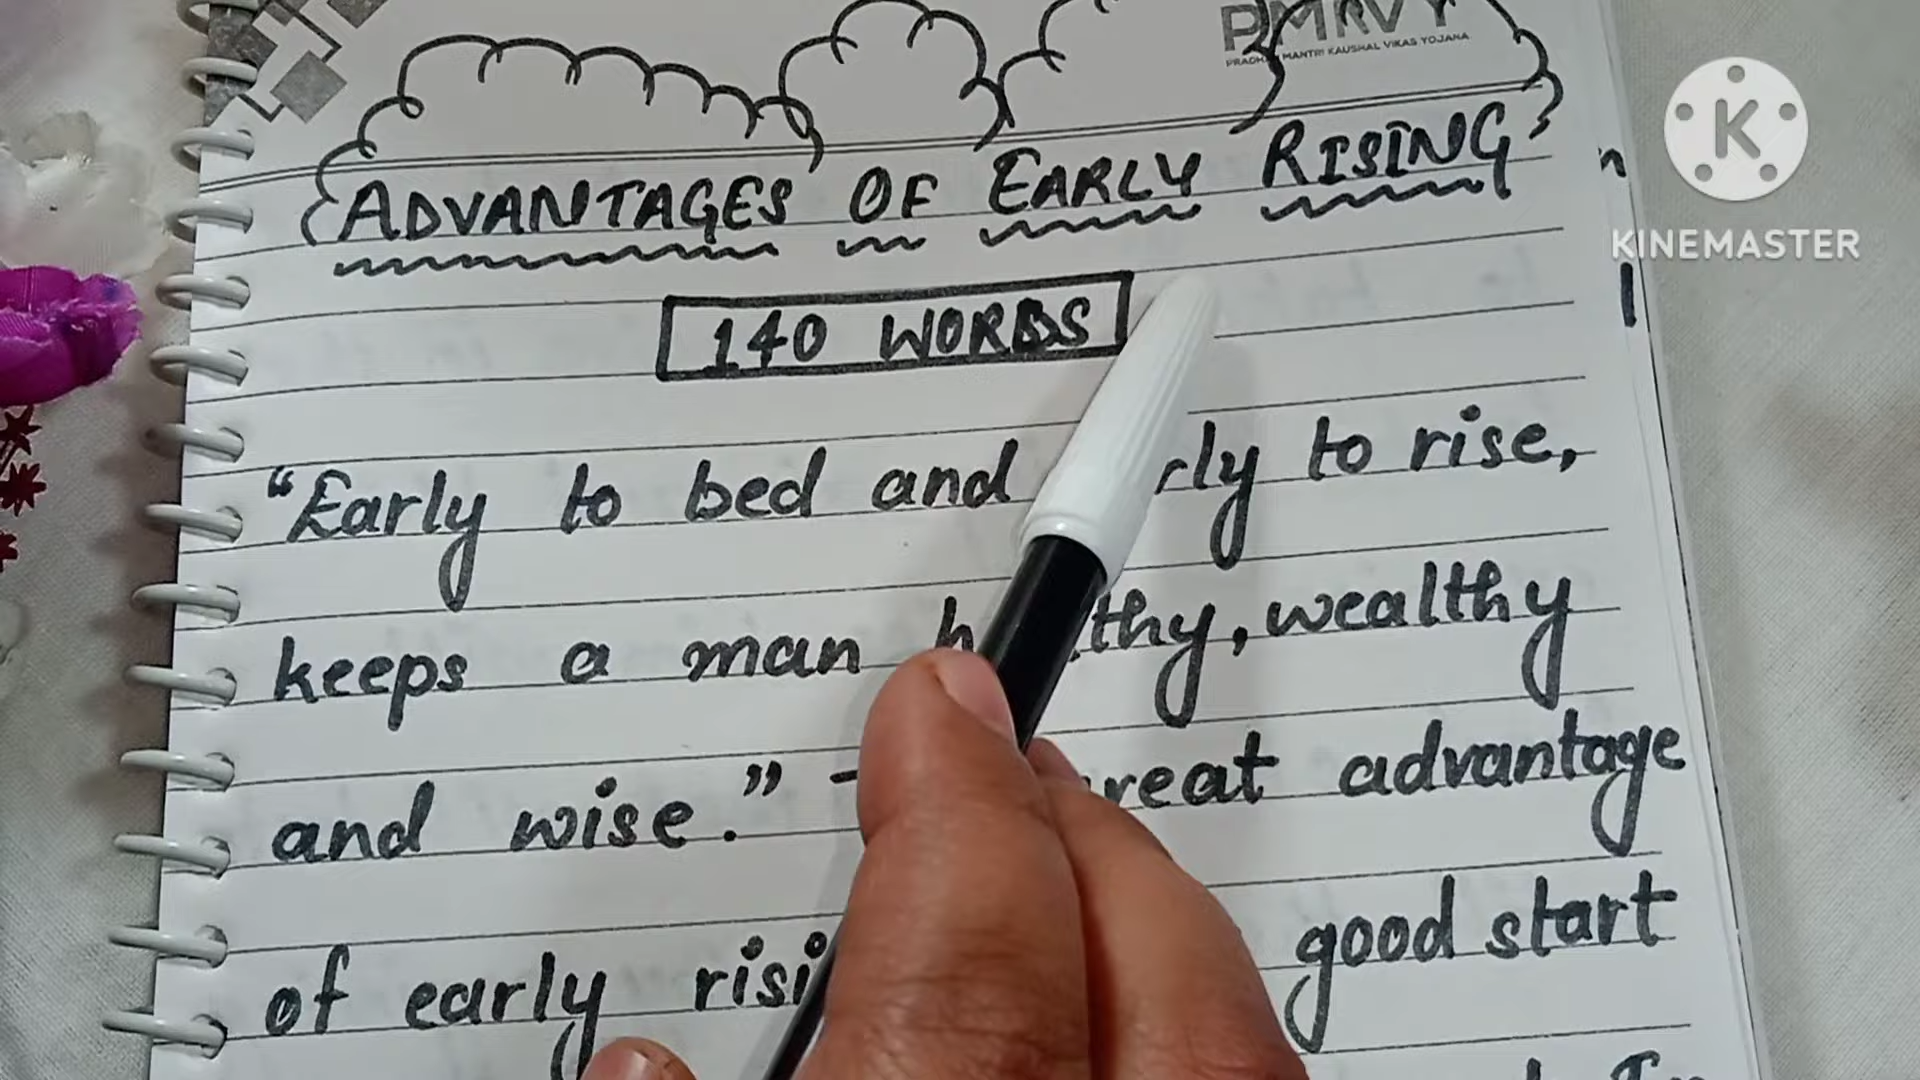 PMKVY
PRADHAN MANTRI KAUSHAL VIKAS YOJANA
ADVANTAGES OF EARLY RISING
KINEMASTER
140 WORDS
"Early to bed and rly to rise,
keeps a man h thy, wealthy
and wise." reat advantage
of early risi good start